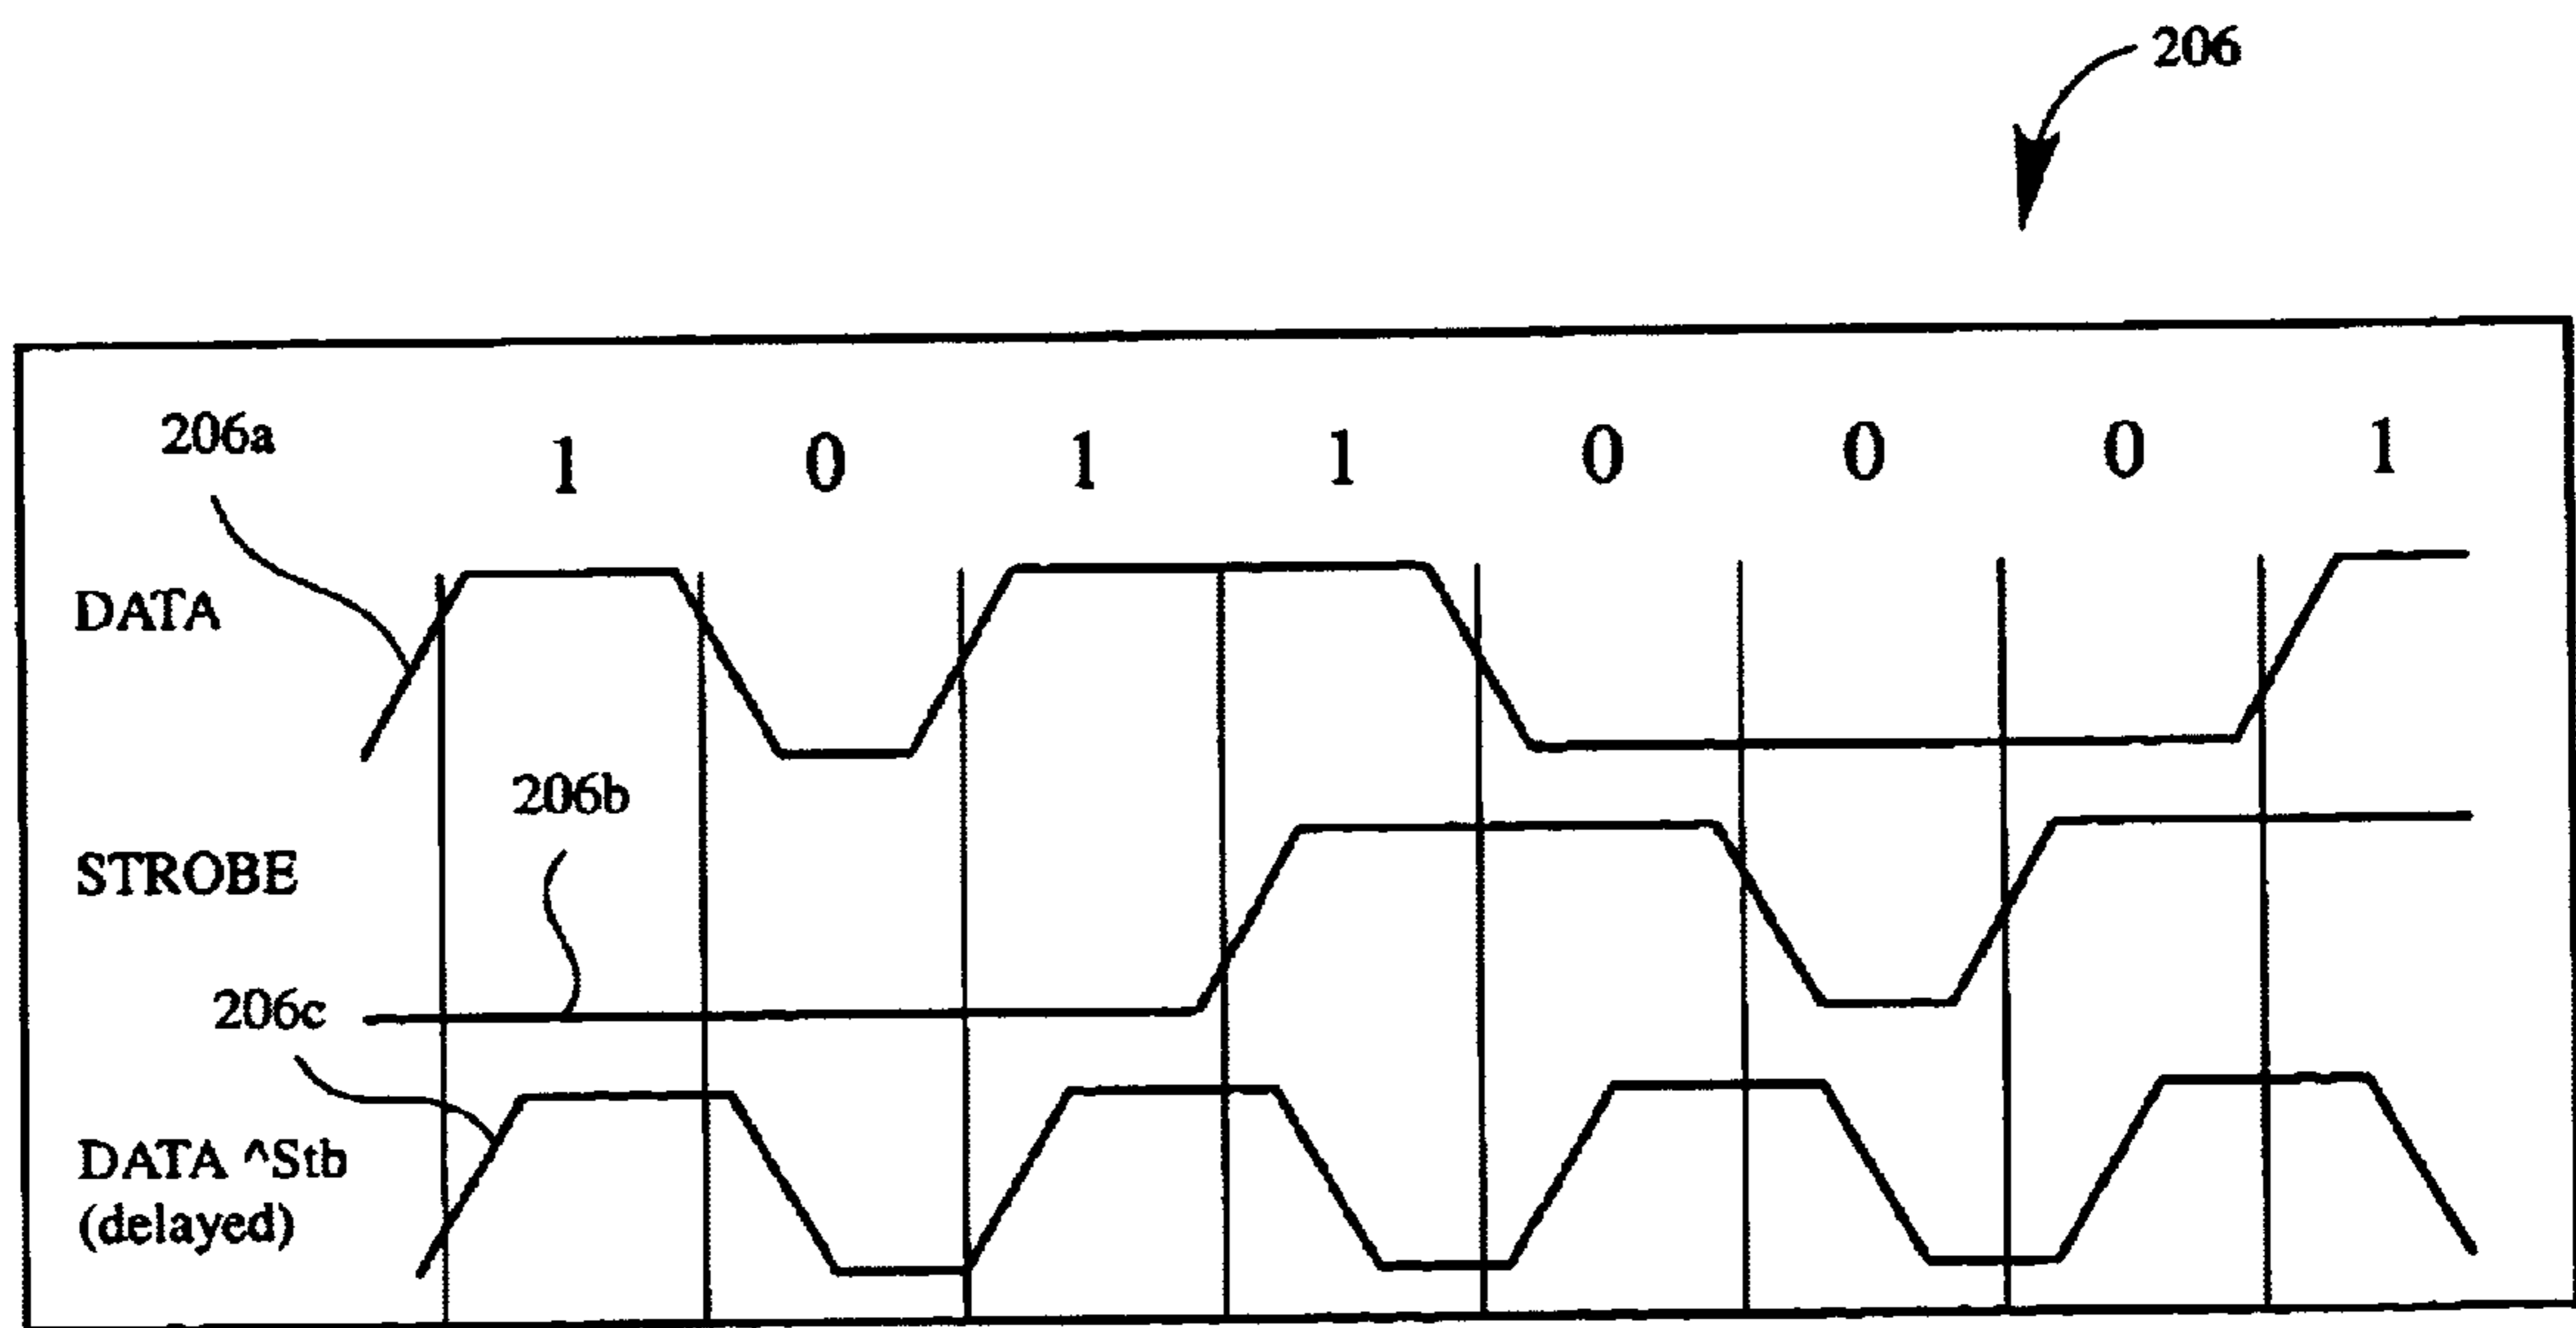 206
206a
1 0 1 1 0 0 0 1
DATA
206b
STROBE
206c
DATA ^Stb
(delayed)